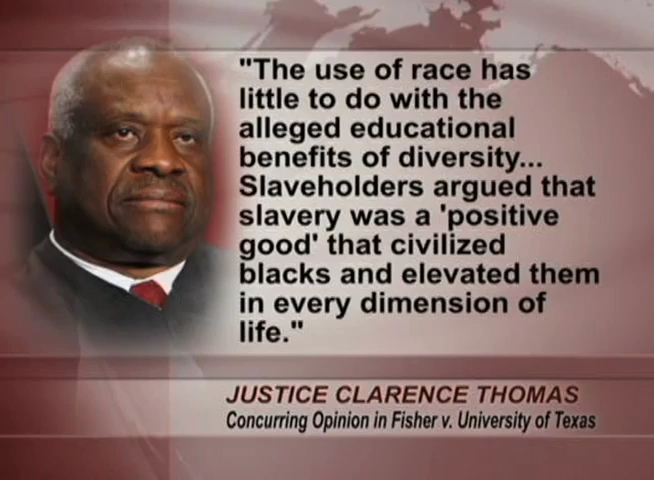 "The use of race has
little to do with the
alleged educational
benefits of diversity...
Slaveholders argued that
slavery was a 'positive
good' that civilized
blacks and elevated them
in every dimension of
life."
JUSTICE CLARENCE THOMAS
Concurring Opinion in Fisher v. University of Texas